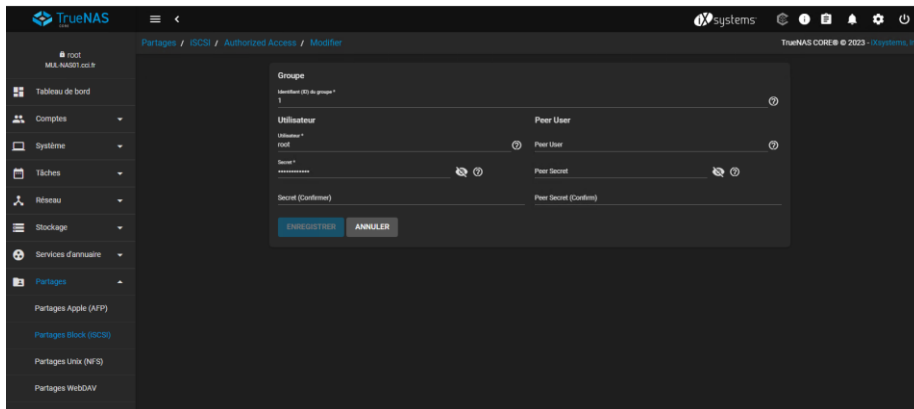 TrueNAS
CORE
iXsystems
root
MUL-NAS01.cci.fr
Partages / iSCSI / Authorized Access / Modifier
TrueNAS CORE® © 2023 - iXsystems,
Tableau de bord
Comptes
Système
Tâches
Réseau
Stockage
Services d'annuaire
Partages
Partages Apple (AFP)
Partages Block (iSCSI)
Partages Unix (NFS)
Partages WebDAV
Groupe
Identifiant (ID) du groupe *
1
Utilisateur
Peer User
Utilisateur *
root
Peer User
Secret *
••••••••••••
Peer Secret
Secret (Confirmer)
Peer Secret (Confirm)
ENREGISTRER
ANNULER